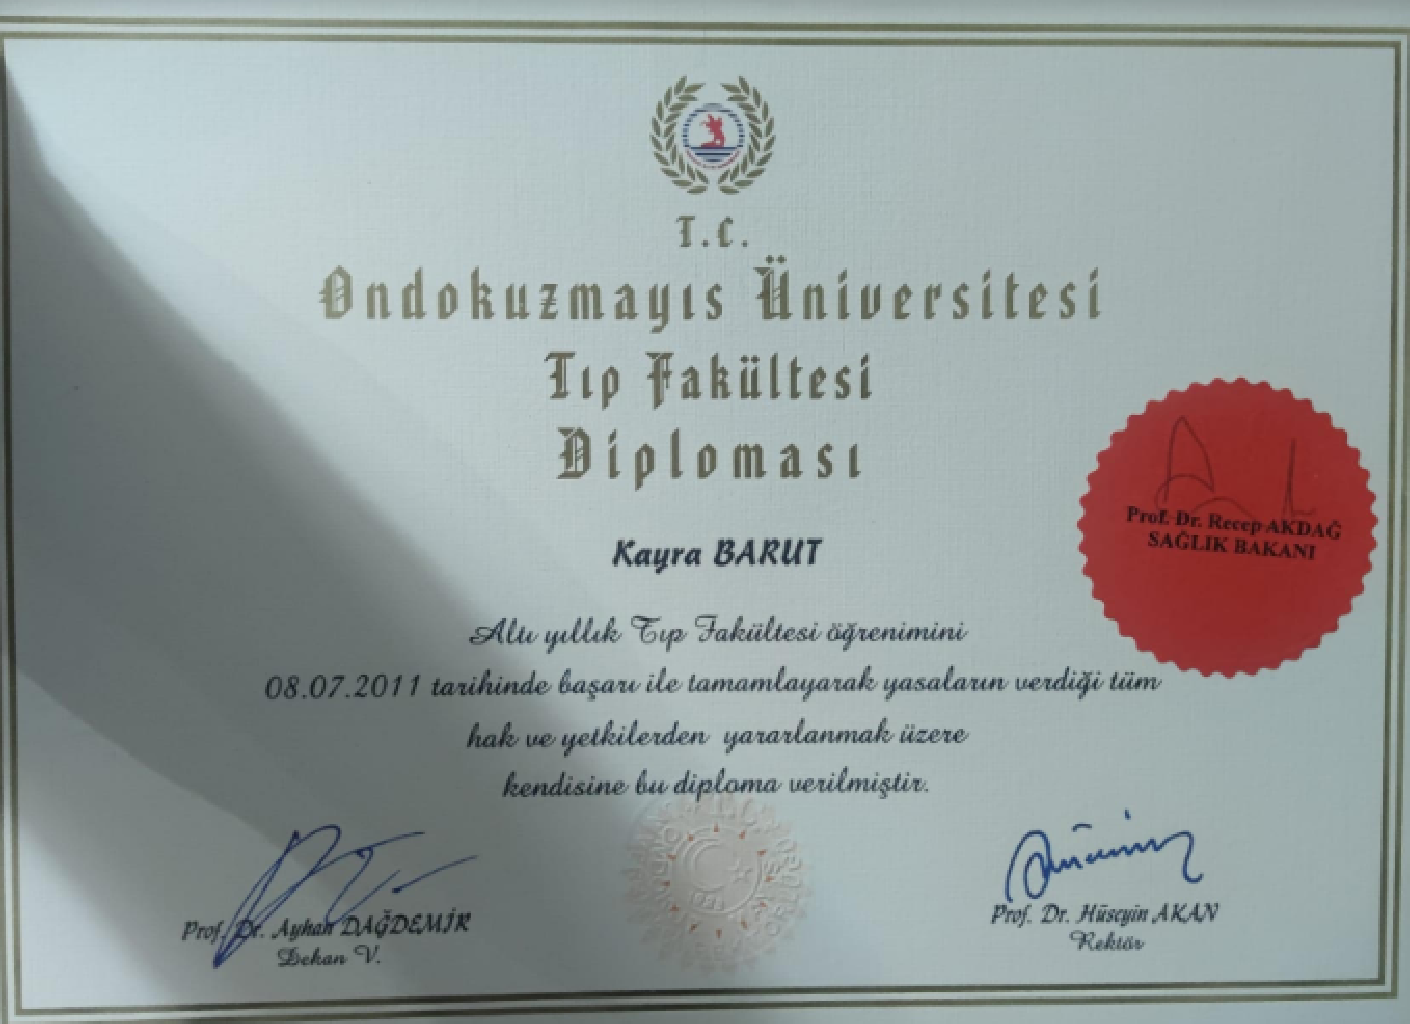 T.C.
Ondokuzmayıs Üniversitesi
Tıp Fakültesi
Diploması
Kayra BARUT
Altı yıllık Tıp Fakültesi öğrenimini
08.07.2011 tarihinde başarı ile tamamlayarak yasaların verdiği tüm
hak ve yetkilerden yararlanmak üzere
kendisine bu diploma verilmiştir.
Prof. Dr. Recep AKDAĞ
SAĞLIK BAKANI
Prof. Dr. Ayhan DAĞDEMİR
Dekan V.
Prof. Dr. Hüseyin AKAN
Rektör